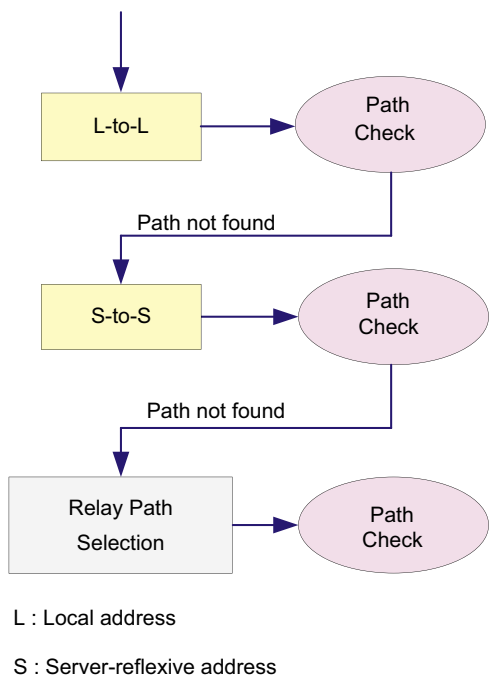 L-to-L
Path
Check
Path not found
S-to-S
Path
Check
Path not found
Relay Path
Selection
Path
Check
L : Local address
S : Server-reflexive address